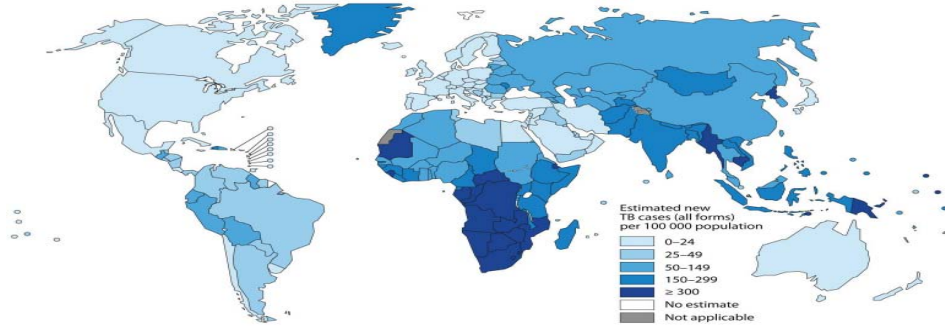 Estimated new
TB cases (all forms)
per 100 000 population
0–24
25–49
50–149
150–299
≥ 300
No estimate
Not applicable